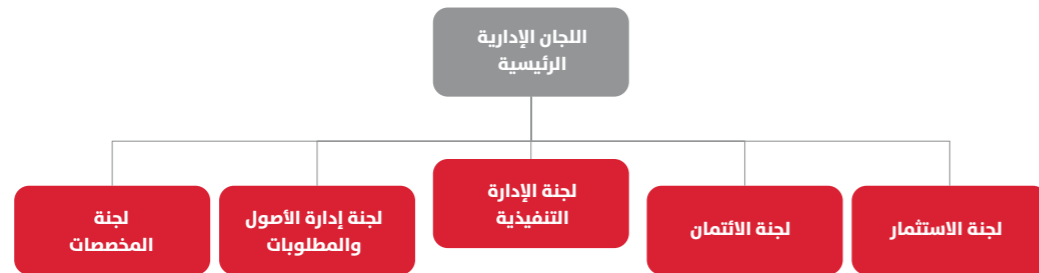 اللجان الإدارية
الرئيسية
لجنة الاستثمار
لجنة الائتمان
لجنة الإدارة
التنفيذية
لجنة إدارة الأصول
والمطلوبات
لجنة
المخصصات